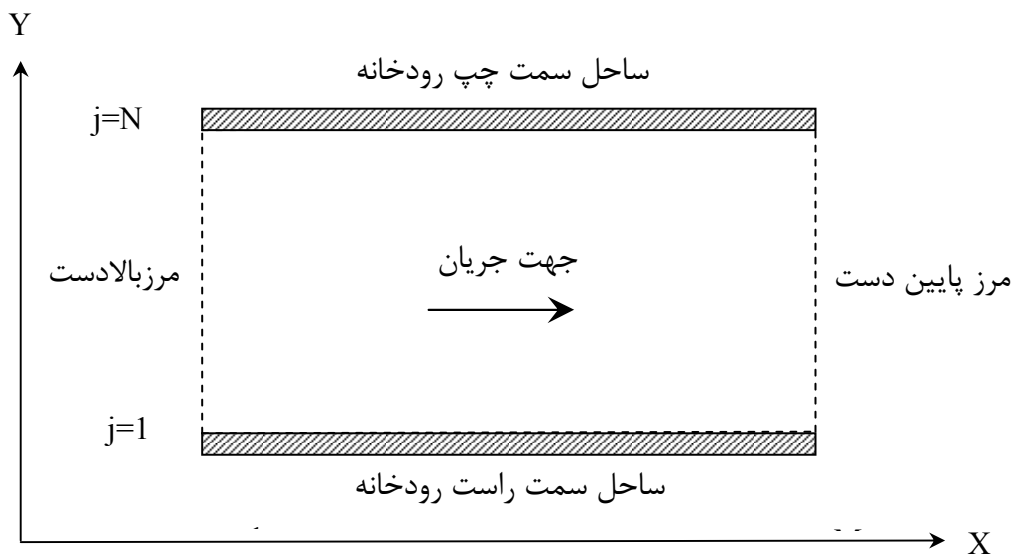 Y
ساحل سمت چپ رودخانه
j=N
جهت جریان
مرزبالادست
مرز پایین دست
j=1
ساحل سمت راست رودخانه
X